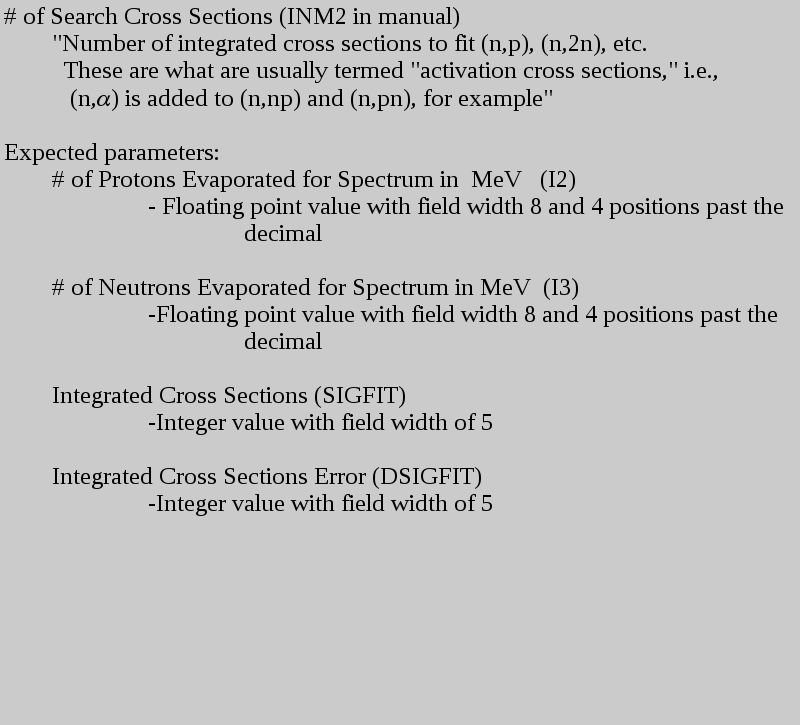 # of Search Cross Sections (INM2 in manual)
"Number of integrated cross sections to fit (n,p), (n,2n), etc.
These are what are usually termed "activation cross sections," i.e.,
(n,α) is added to (n,np) and (n,pn), for example"
Expected parameters:
# of Protons Evaporated for Spectrum in MeV (I2)
- Floating point value with field width 8 and 4 positions past the
decimal
# of Neutrons Evaporated for Spectrum in MeV (I3)
-Floating point value with field width 8 and 4 positions past the
decimal
Integrated Cross Sections (SIGFIT)
-Integer value with field width of 5
Integrated Cross Sections Error (DSIGFIT)
-Integer value with field width of 5